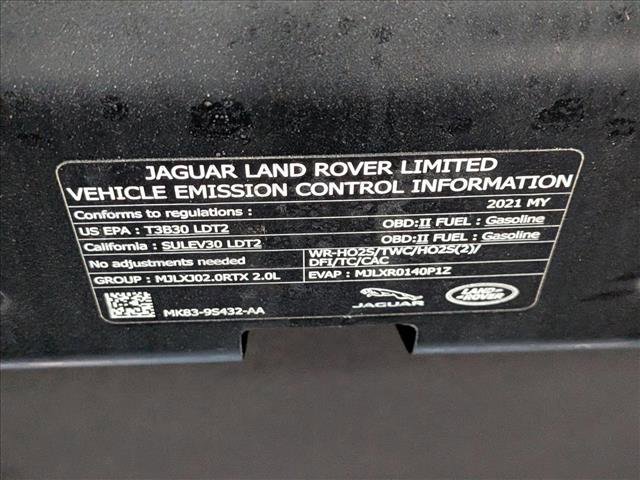 JAGUAR LAND ROVER LIMITED
VEHICLE EMISSION CONTROL INFORMATION
Conforms to regulations : 2021 MY
US EPA : T3B30 LDT2 OBD:II FUEL : Gasoline
California : SULEV30 LDT2 OBD:II FUEL : Gasoline
No adjustments needed
WR-HO2S/TWC/HO2S(2)/
DFI/TC/CAC
GROUP : MJLXJ02.0RTX 2.0L EVAP : MJLXR0140P1Z
MK83-9S432-AA
JAGUAR
LAND-
ROVER